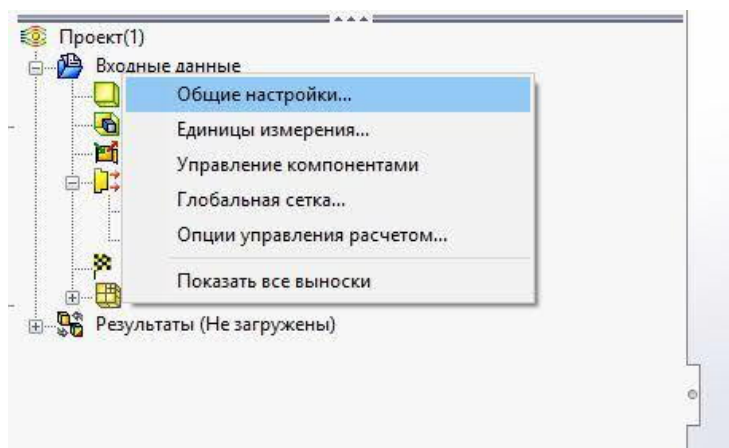 Проект(1)
Входные данные
Общие настройки...
Единицы измерения...
Управление компонентами
Глобальная сетка...
Опции управления расчетом...
Показать все выноски
Результаты (Не загружены)